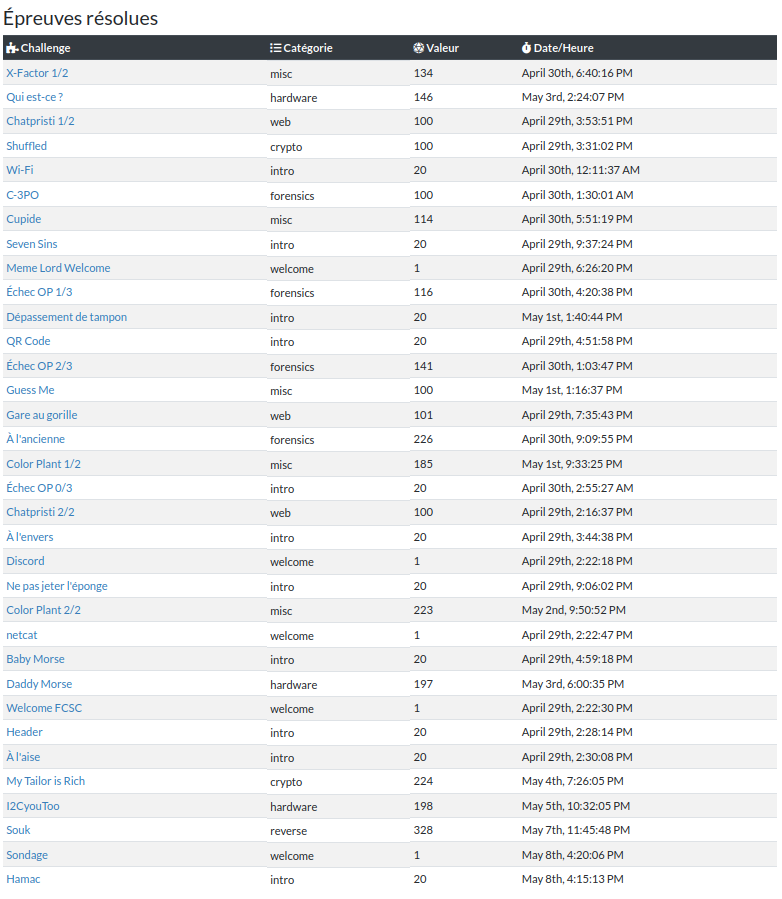 Épreuves résolues
Challenge Catégorie Valeur Date/Heure
X-Factor 1/2 misc 134 April 30th, 6:40:16 PM
Qui est-ce ? hardware 146 May 3rd, 2:24:07 PM
Chatpristi 1/2 web 100 April 29th, 3:53:51 PM
Shuffled crypto 100 April 29th, 3:31:02 PM
Wi-Fi intro 20 April 30th, 12:11:37 AM
C-3PO forensics 100 April 30th, 1:30:01 AM
Cupide misc 114 April 30th, 5:51:19 PM
Seven Sins intro 20 April 29th, 9:37:24 PM
Meme Lord Welcome welcome 1 April 29th, 6:26:20 PM
Échec OP 1/3 forensics 116 April 30th, 4:20:38 PM
Dépassement de tampon intro 20 May 1st, 1:40:44 PM
QR Code intro 20 April 29th, 4:51:58 PM
Échec OP 2/3 forensics 141 April 30th, 1:03:47 PM
Guess Me misc 100 May 1st, 1:16:37 PM
Gare au gorille web 101 April 29th, 7:35:43 PM
À l'ancienne forensics 226 April 30th, 9:09:55 PM
Color Plant 1/2 misc 185 May 1st, 9:33:25 PM
Échec OP 0/3 intro 20 April 30th, 2:55:27 AM
Chatpristi 2/2 web 100 April 29th, 2:16:37 PM
À l'envers intro 20 April 29th, 3:44:38 PM
Discord welcome 1 April 29th, 2:22:18 PM
Ne pas jeter l'éponge intro 20 April 29th, 9:06:02 PM
Color Plant 2/2 misc 223 May 2nd, 9:50:52 PM
netcat welcome 1 April 29th, 2:22:47 PM
Baby Morse intro 20 April 29th, 4:59:18 PM
Daddy Morse hardware 197 May 3rd, 6:00:35 PM
Welcome FCSC welcome 1 April 29th, 2:22:30 PM
Header intro 20 April 29th, 2:28:14 PM
À l'aise intro 20 April 29th, 2:30:08 PM
My Tailor is Rich crypto 224 May 4th, 7:26:05 PM
I2CyouToo hardware 198 May 5th, 10:32:05 PM
Souk reverse 328 May 7th, 11:45:48 PM
Sondage welcome 1 May 8th, 4:20:06 PM
Hamac intro 20 May 8th, 4:15:13 PM